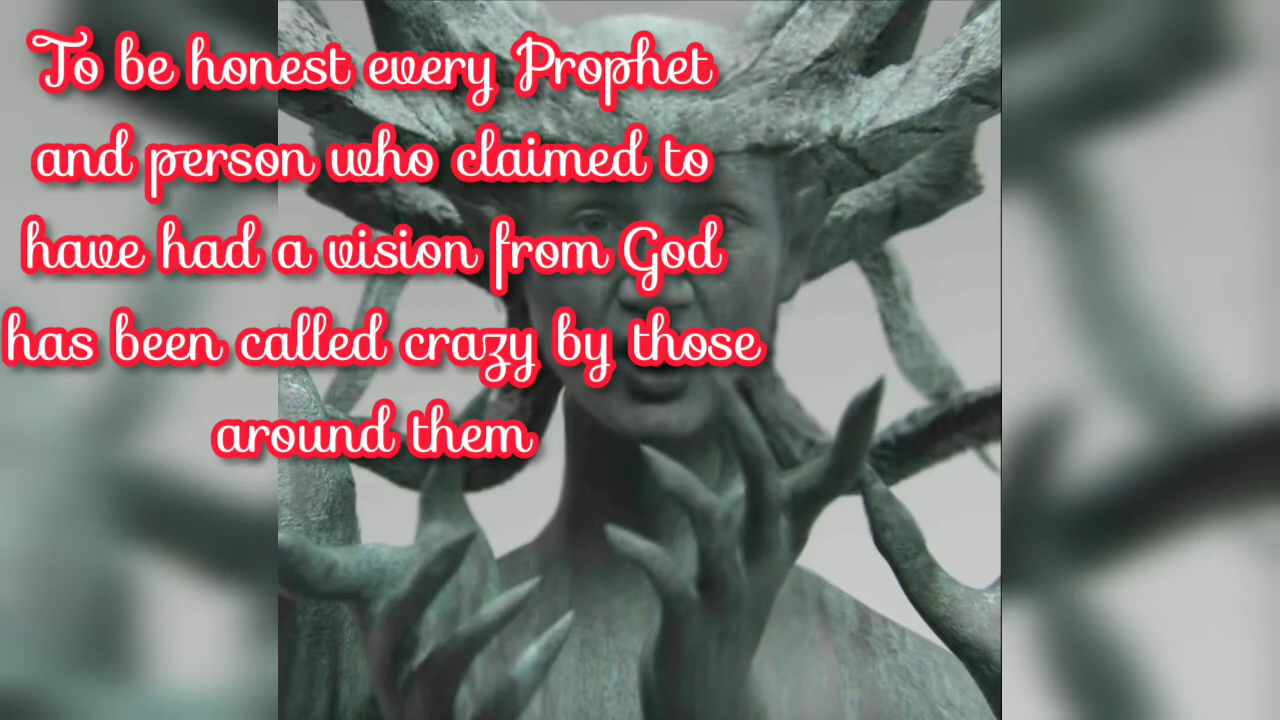 To be honest every Prophet
and person who claimed to
have had a vision from God
has been called crazy by those
around them